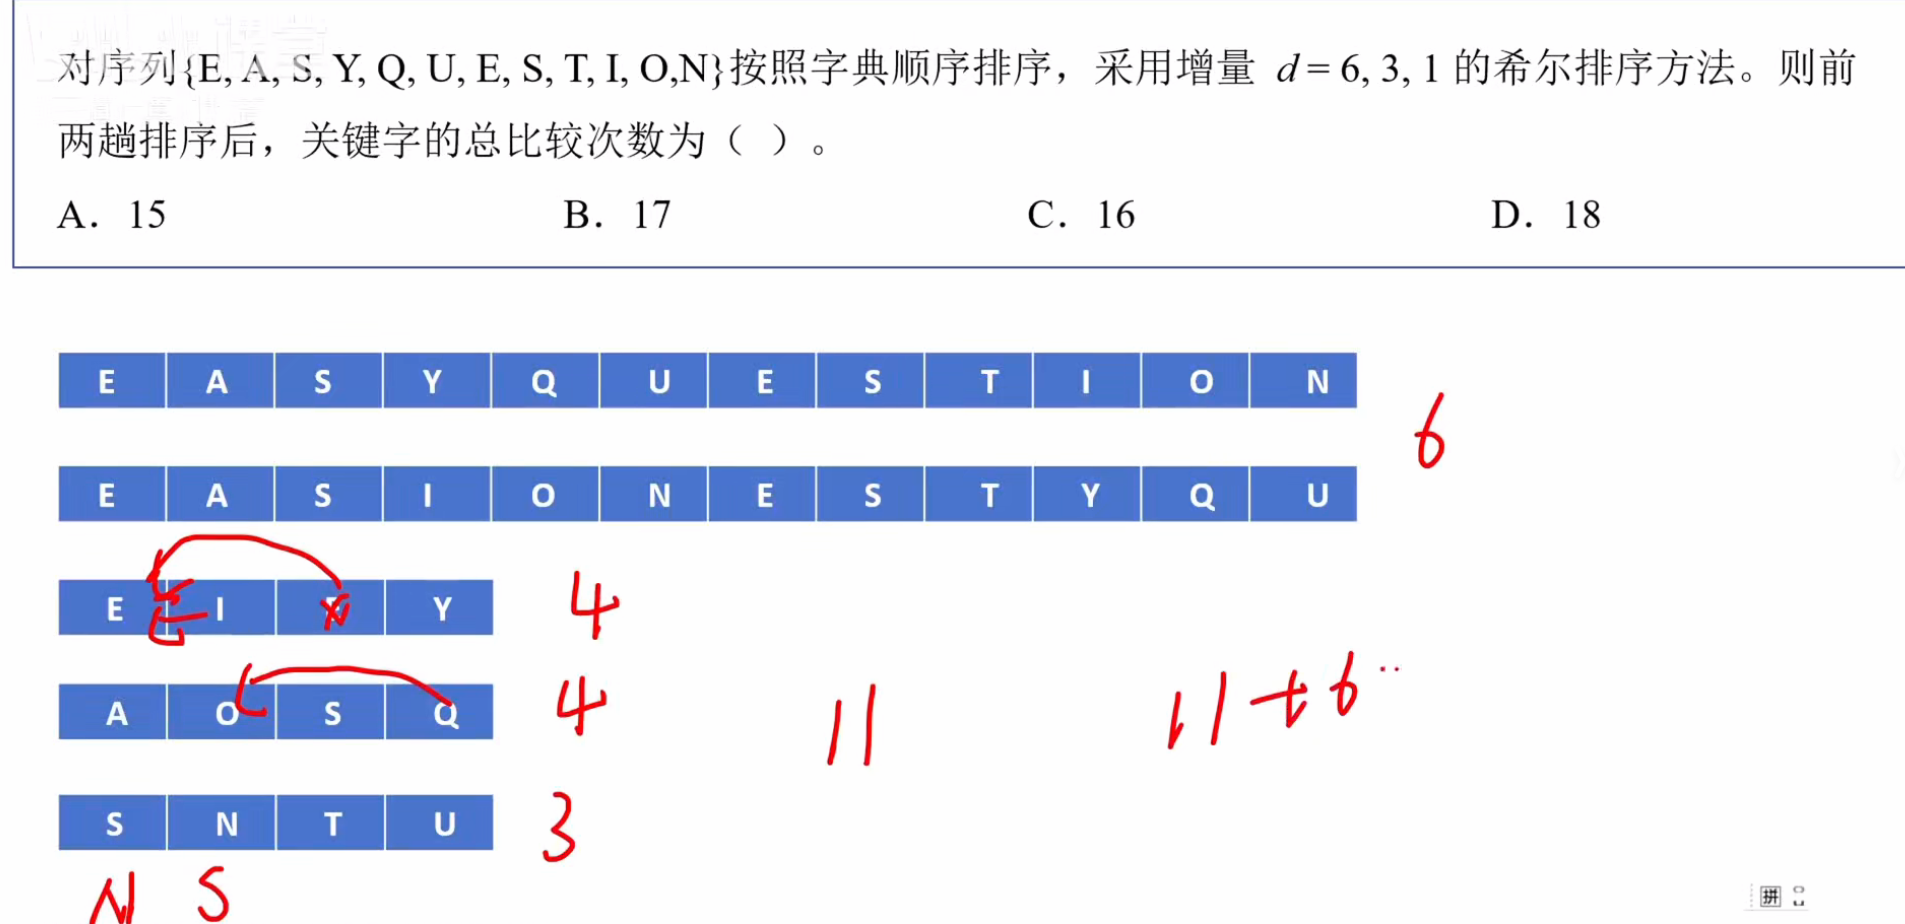 对序列{E, A, S, Y, Q, U, E, S, T, I, O,N}按照字典顺序排序，采用增量 d = 6, 3, 1 的希尔排序方法。则前
两趟排序后，关键字的总比较次数为（ ）。
A. 15 B. 17 C. 16 D. 18
E A S Y Q U E S T I O N
6
E A S I O N E S T Y Q U
E I Y 4
A O S Q 4
11 11+6
S N T U 3
N S
拼